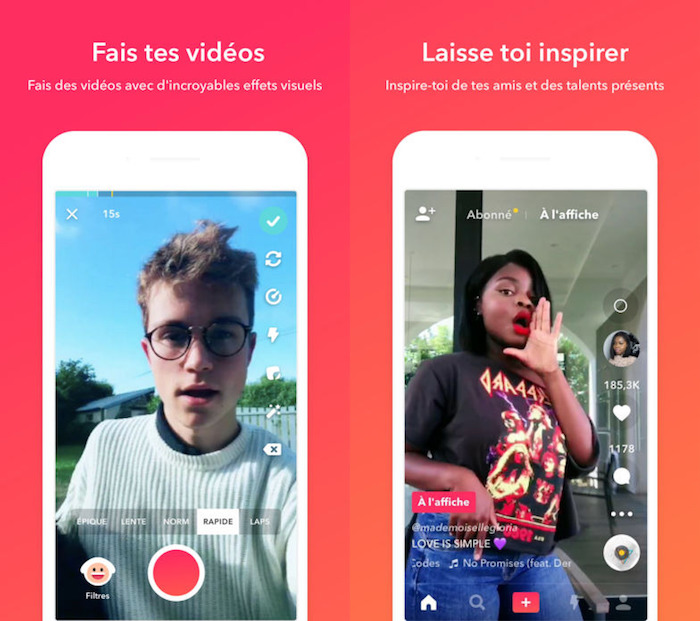 Fais tes vidéos
Fais des vidéos avec d'incroyables effets visuels
15s
ÉPIQUE LENTE NORM RAPIDE LAPS
Filtres
Laisse toi inspirer
Inspire-toi de tes amis et des talents présents
Abonné À l'affiche
185,3K
1178
À l'affiche
@mademoisellegloria
LOVE IS SIMPLE 💜
Codes 🎵 No Promises (feat. Der